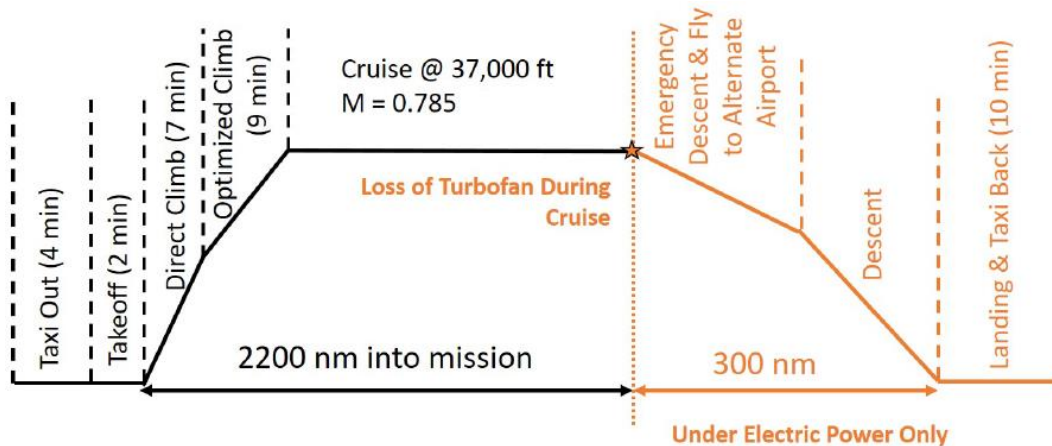 Taxi Out (4 min)
Takeoff (2 min)
Direct Climb (7 min)
Optimized Climb
(9 min)
Cruise @ 37,000 ft
M = 0.785
Loss of Turbofan During
Cruise
Emergency
Descent & Fly
to Alternate
Airport
Descent
Landing & Taxi Back (10 min)
2200 nm into mission
300 nm
Under Electric Power Only